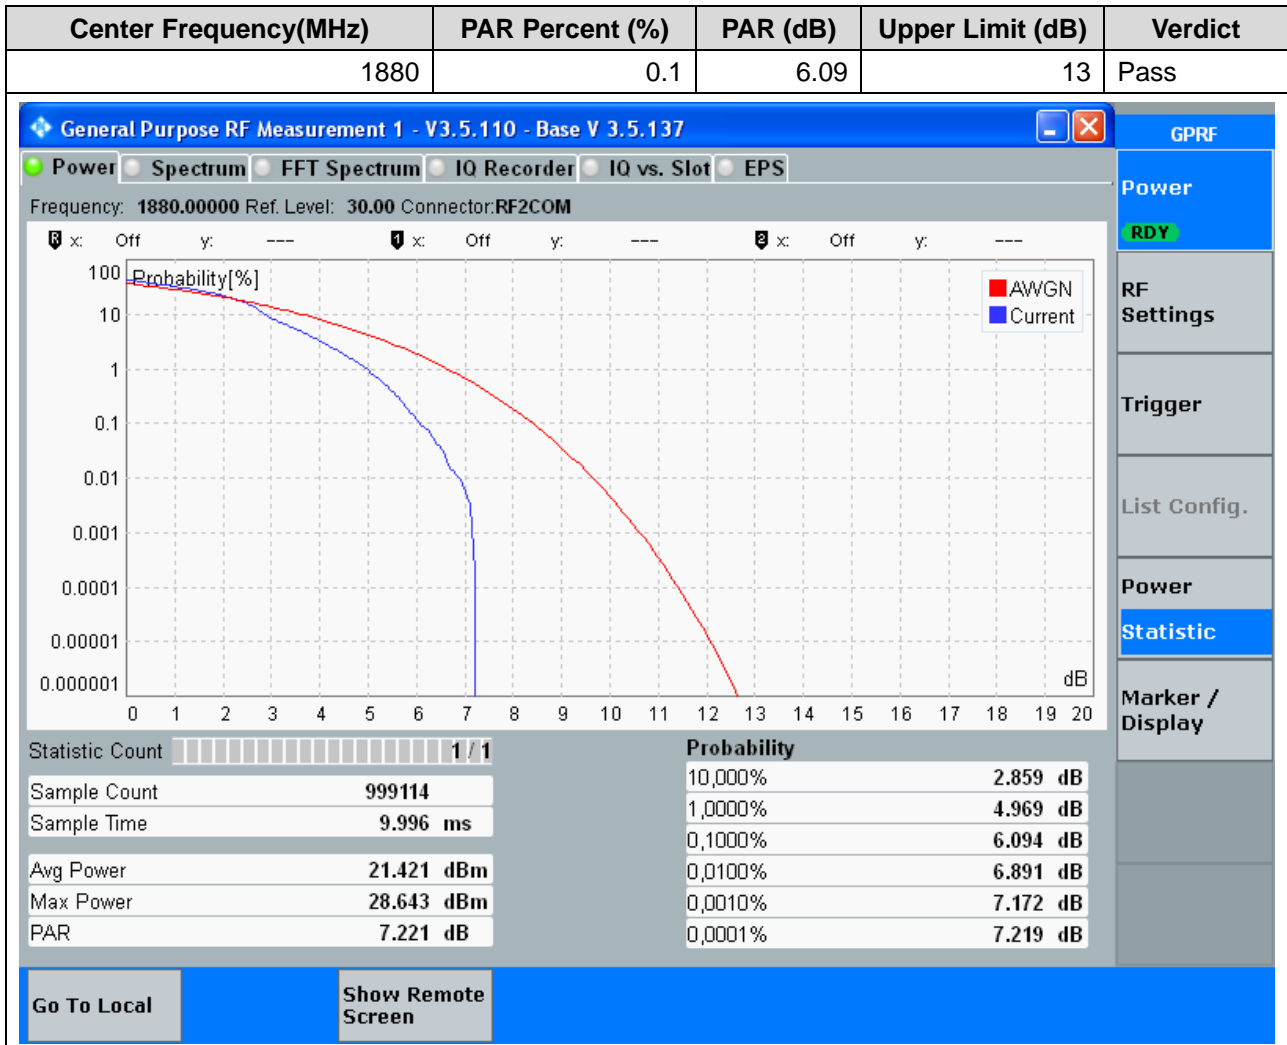 Center Frequency(MHz) PAR Percent (%) PAR (dB) Upper Limit (dB) Verdict
1880 0.1 6.09 13 Pass
General Purpose RF Measurement 1 - V3.5.110 - Base V 3.5.137
GPRF
Power Spectrum FFT Spectrum IQ Recorder IQ vs. Slot EPS
Power
RDY
Frequency: 1880.00000 Ref. Level: 30.00 Connector:RF2COM
R x: Off y: --- 1 x: Off y: --- 2 x: Off y: ---
100 Probability[%]
AWGN
Current
10
1
0.1
0.01
0.001
0.0001
0.00001
0.000001
dB
0 1 2 3 4 5 6 7 8 9 10 11 12 13 14 15 16 17 18 19 20
RF
Settings
Trigger
List Config.
Power
Statistic
Marker /
Display
Statistic Count 1 / 1
Sample Count 999114
Sample Time 9.996 ms
Avg Power 21.421 dBm
Max Power 28.643 dBm
PAR 7.221 dB
Probability
10,000% 2.859 dB
1,0000% 4.969 dB
0,1000% 6.094 dB
0,0100% 6.891 dB
0,0010% 7.172 dB
0,0001% 7.219 dB
Go To Local
Show Remote
Screen